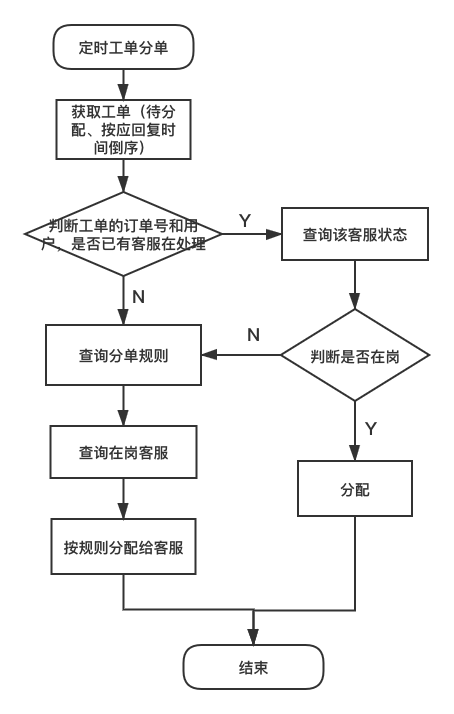 定时工单分单
获取工单（待分
配、按应回复时
间倒序）
判断工单的订单号和用
户，是否已有客服在处理
Y
查询该客服状态
N
N
查询分单规则
判断是否在岗
Y
查询在岗客服
分配
按规则分配给客服
结束